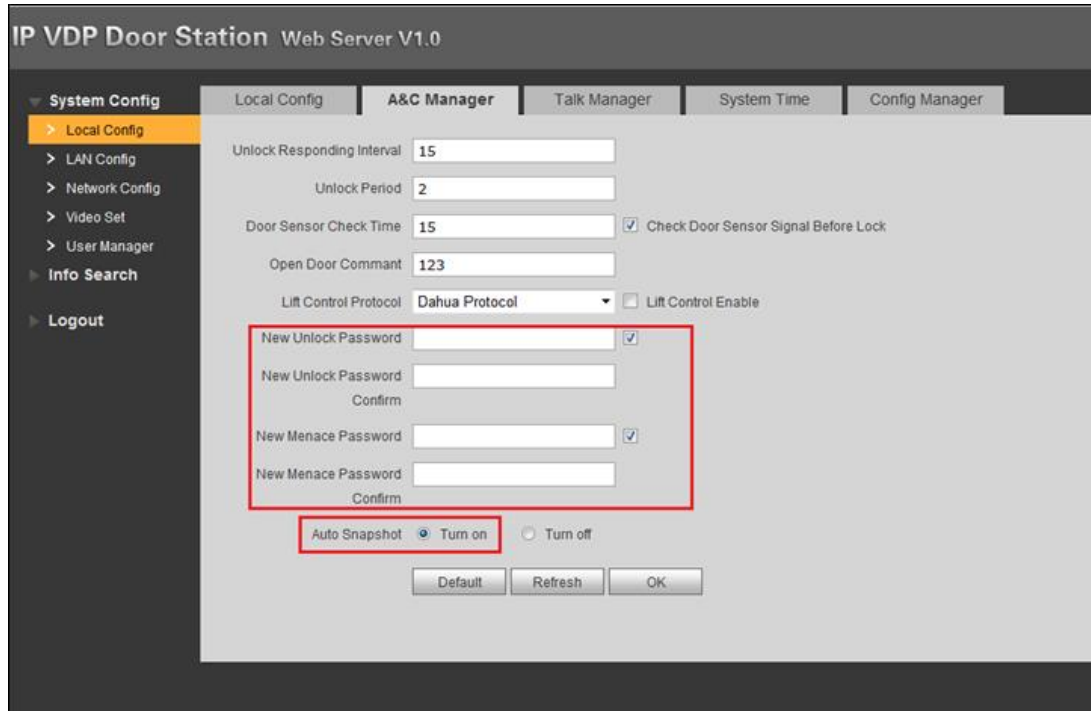 IP VDP Door Station Web Server V1.0
System Config
Local Config
LAN Config
Network Config
Video Set
User Manager
Info Search
Logout
Local Config A&C Manager Talk Manager System Time Config Manager
Unlock Responding Interval 15
Unlock Period 2
Door Sensor Check Time 15 Check Door Sensor Signal Before Lock
Open Door Commant 123
Lift Control Protocol Dahua Protocol Lift Control Enable
New Unlock Password
New Unlock Password
Confirm
New Menace Password
New Menace Password
Confirm
Auto Snapshot Turn on Turn off
Default Refresh OK